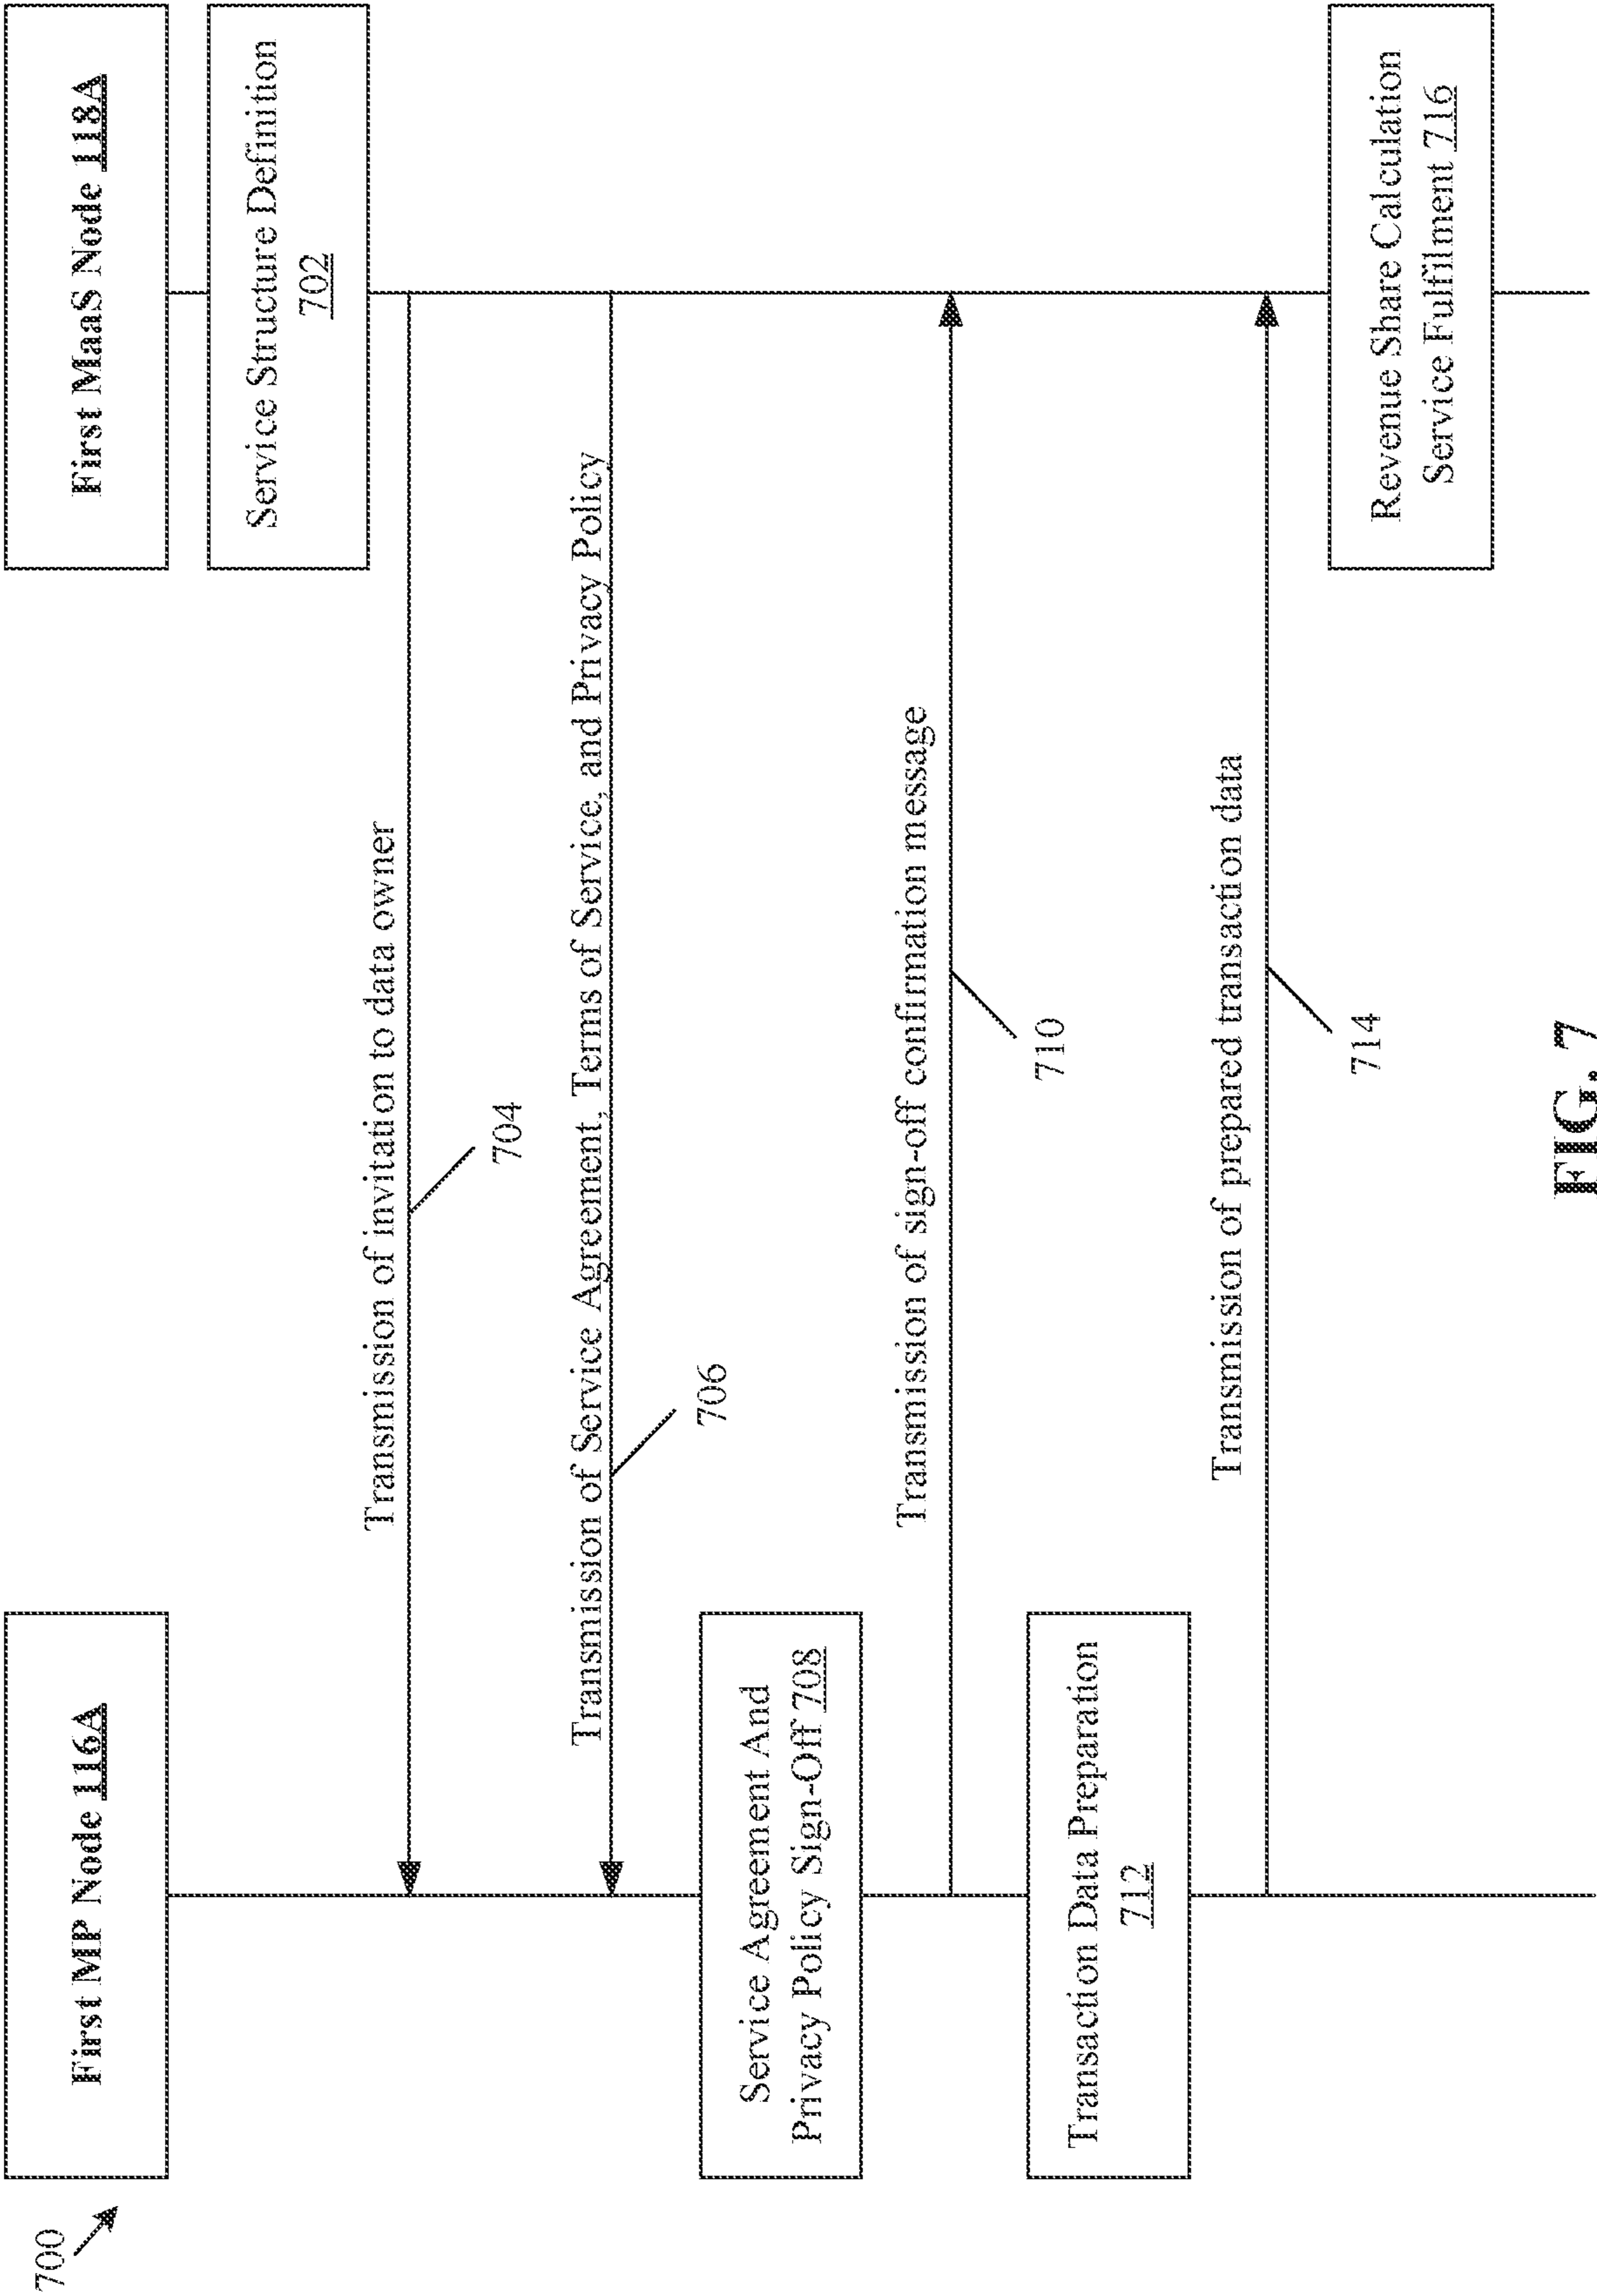 700
First MP Node 116A
First MaaS Node 118A
Service Structure Definition
702
Transmission of invitation to data owner
704
Transmission of Service Agreement, Terms of Service, and Privacy Policy
706
Service Agreement And
Privacy Policy Sign-Off 708
Transmission of sign-off confirmation message
710
Transaction Data Preparation
712
Transmission of prepared transaction data
714
Revenue Share Calculation
Service Fulfilment 716
FIG. 7